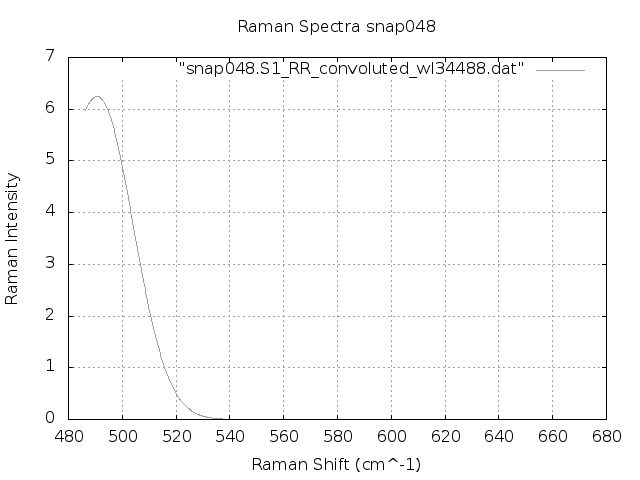 Raman Spectra snap048
"snap048.S1_RR_convoluted_wl34488.dat"
Raman Intensity
7
6
5
4
3
2
1
0
480 500 520 540 560 580 600 620 640 660 680
Raman Shift (cm^-1)